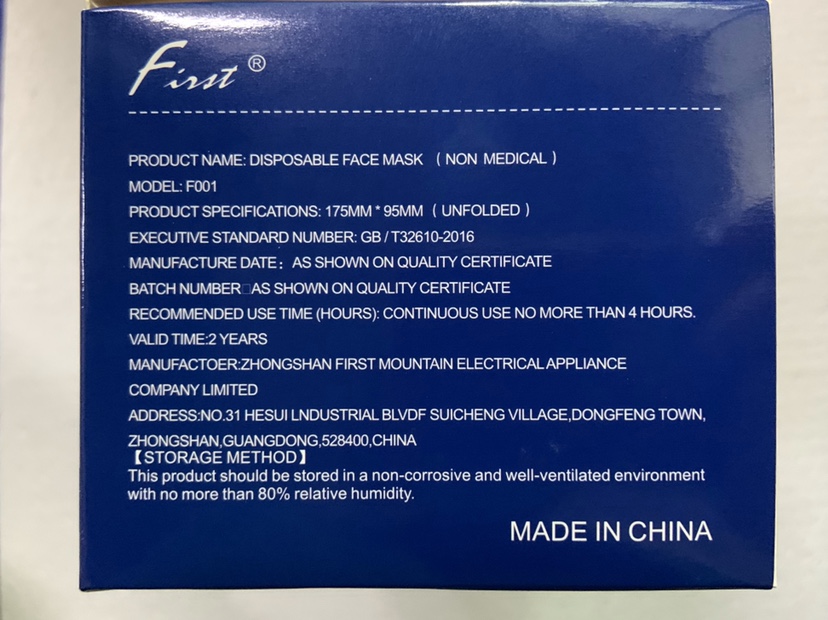 First ®
PRODUCT NAME: DISPOSABLE FACE MASK （NON MEDICAL）
MODEL: F001
PRODUCT SPECIFICATIONS: 175MM * 95MM（UNFOLDED）
EXECUTIVE STANDARD NUMBER: GB / T32610-2016
MANUFACTURE DATE：AS SHOWN ON QUALITY CERTIFICATE
BATCH NUMBER□AS SHOWN ON QUALITY CERTIFICATE
RECOMMENDED USE TIME (HOURS): CONTINUOUS USE NO MORE THAN 4 HOURS.
VALID TIME:2 YEARS
MANUFACTOER:ZHONGSHAN FIRST MOUNTAIN ELECTRICAL APPLIANCE
COMPANY LIMITED
ADDRESS:NO.31 HESUI LNDUSTRIAL BLVDF SUICHENG VILLAGE,DONGFENG TOWN,
ZHONGSHAN,GUANGDONG,528400,CHINA
【STORAGE METHOD】
This product should be stored in a non-corrosive and well-ventilated environment
with no more than 80% relative humidity.
MADE IN CHINA